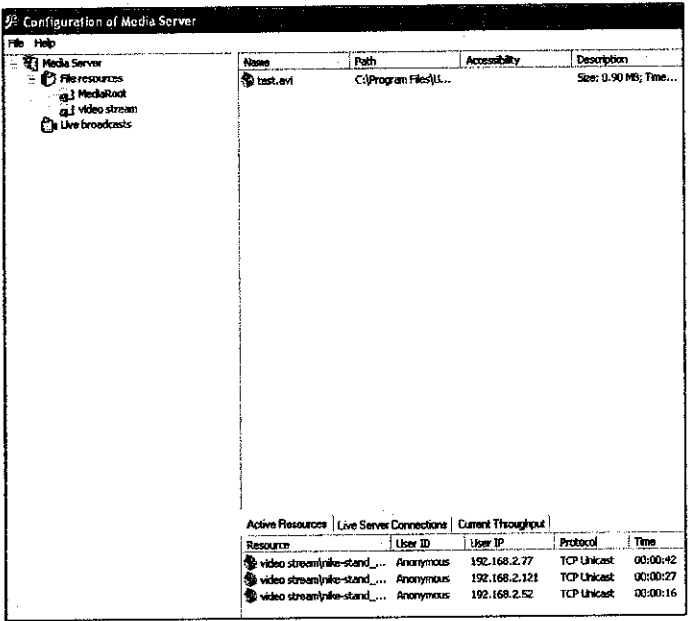 Configuration of Media Server
File Help
Media Server
File resources
MediaRoot
video stream
Live broadcasts
Name Path Accessibility Description
test.avi C:\Program Files\U... Size: 0.90 MB; Time...
Active Resources Live Server Connections Current Throughput
Resource User ID User IP Protocol Time
video stream\nike-stand_... Anonymous 192.168.2.77 TCP Unicast 00:00:42
video stream\nike-stand_... Anonymous 192.168.2.121 TCP Unicast 00:00:27
video stream\nike-stand_... Anonymous 192.168.2.52 TCP Unicast 00:00:16